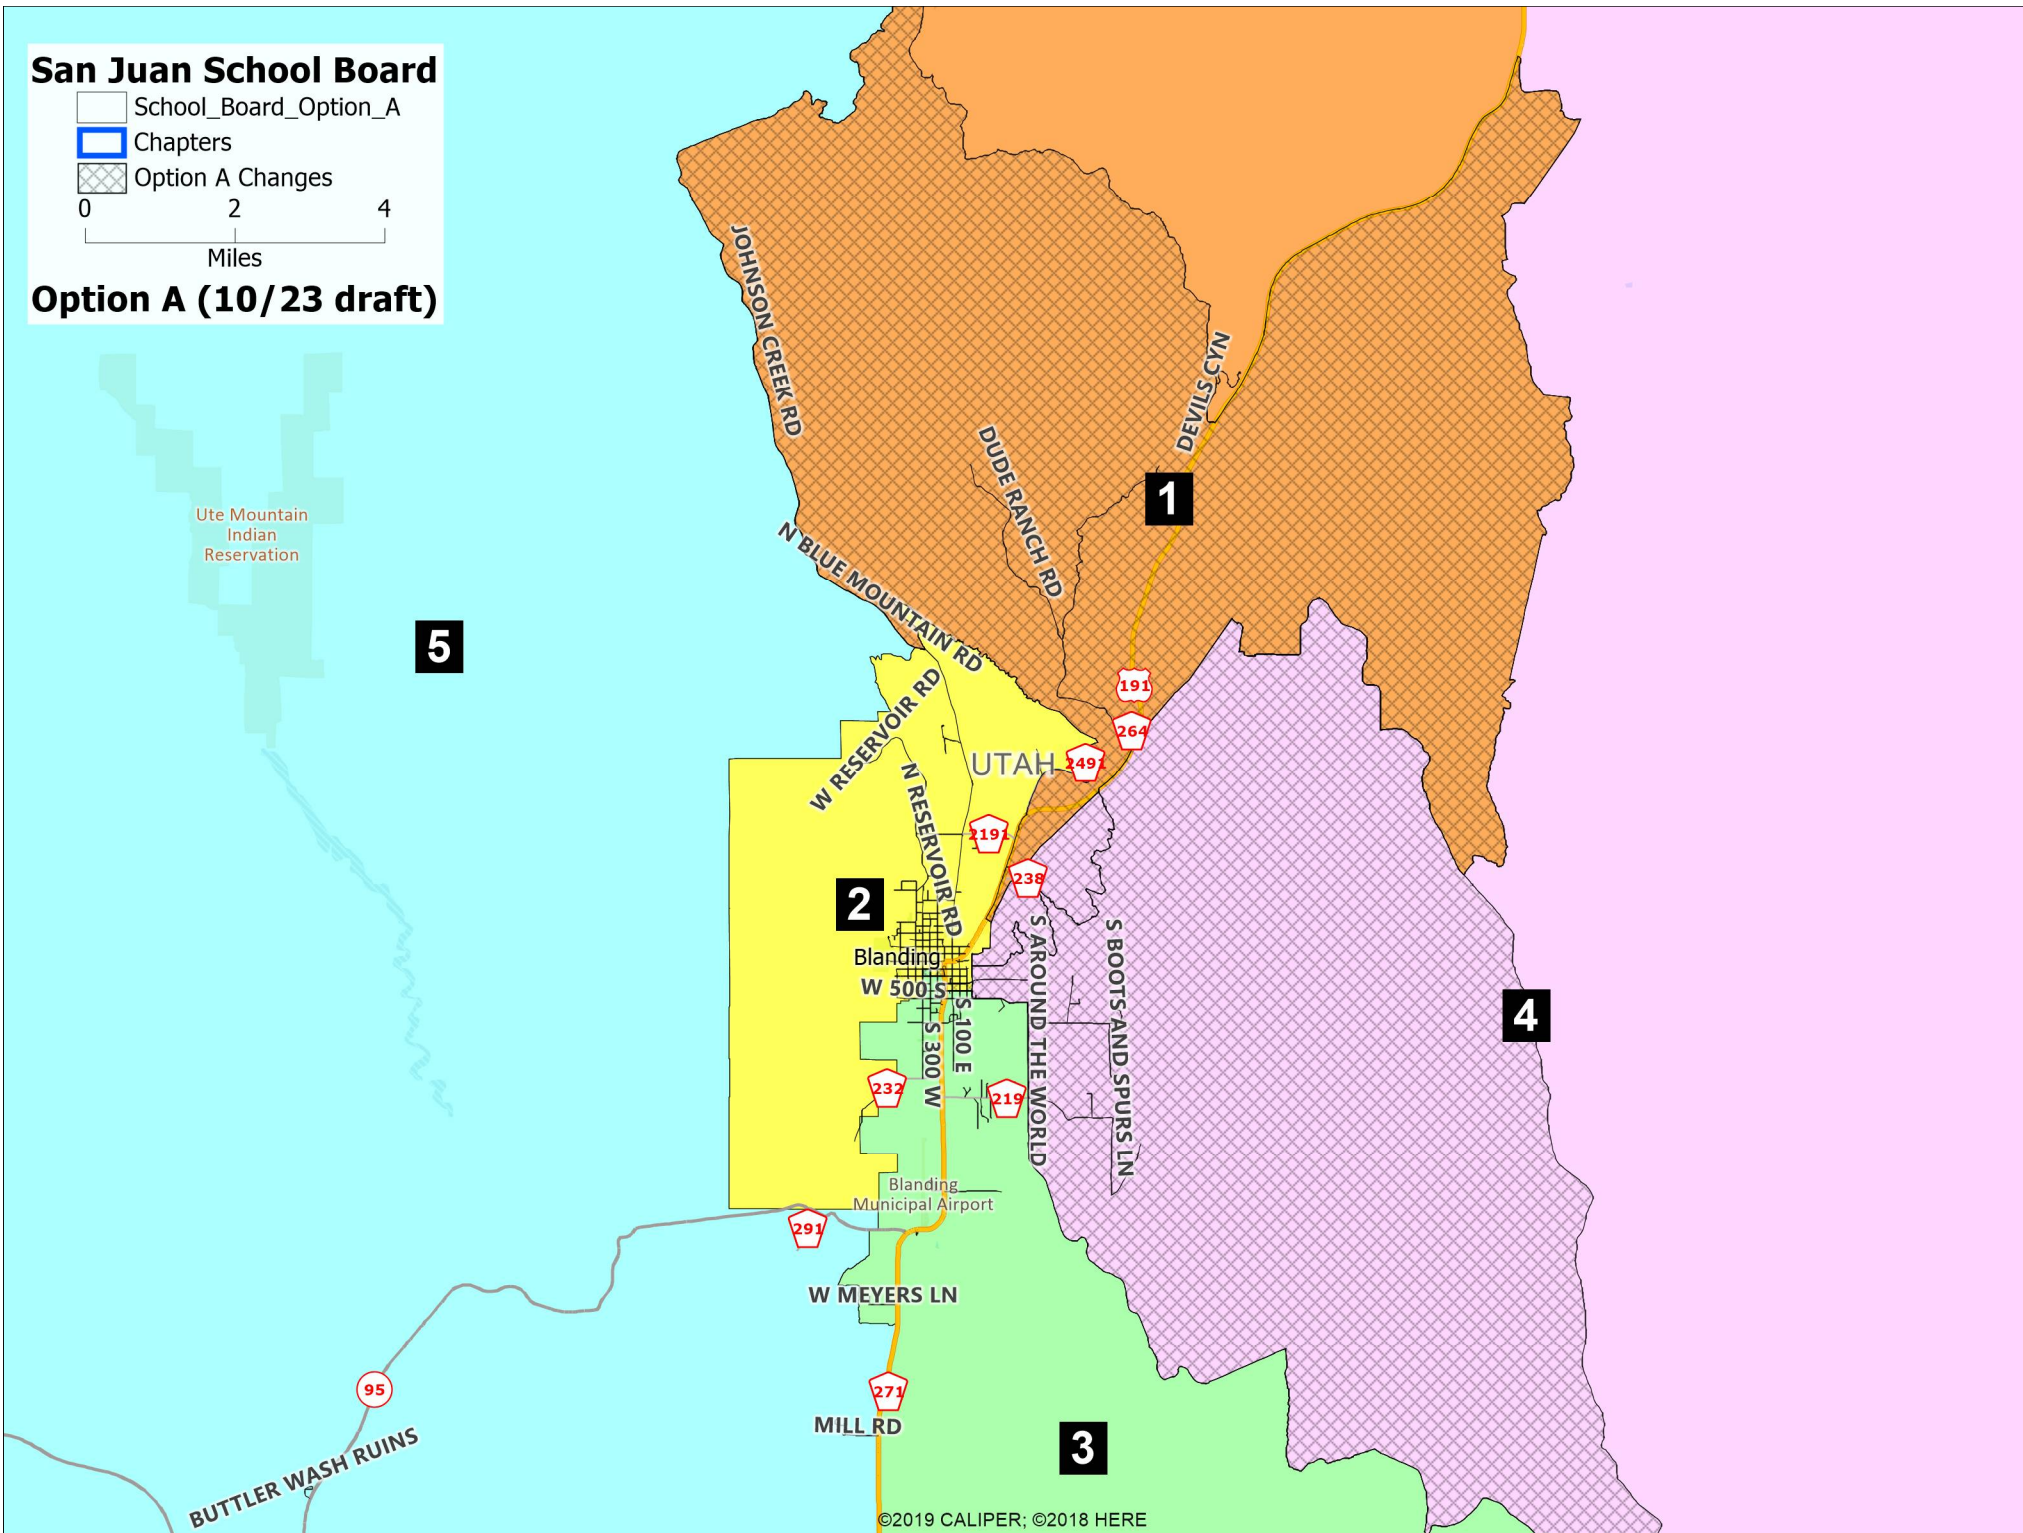 San Juan School Board
School_Board_Option_A
Chapters
Option A Changes
0 2 4
Miles
Option A (10/23 draft)
JOHNSON CREEK RD
DEVILS CYN
DUDE RANCH RD
1
Ute Mountain
Indian
Reservation
N BLUE MOUNTAIN RD
5
W RESERVOIR RD
191
264
UTAH
2491
N RESERVOIR RD
2191
238
2
Blanding
W 500 S
S AROUND THE WORLD
S BOOTS AND SPURS LN
4
S 100 E
S 300 W
232
219
Blanding
Municipal Airport
291
W MEYERS LN
95
271
MILL RD
3
BUTTLER WASH RUINS
©2019 CALIPER; ©2018 HERE